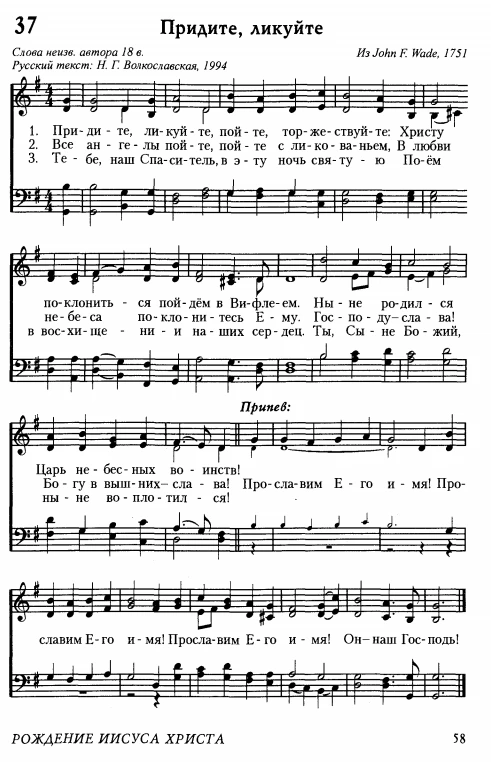 37 Придите, ликуйте
Слова неизв. автора 18 в. Из John F. Wade, 1751
Русский текст: Н. Г. Волкославская, 1994
1. При-ди-те, ли-куй-те, пой-те, тор-же-ствуй-те: Христу
2. Все ан-ге-лы пой-те, пой-те с ли-ко-ва-ньем, В любви
3. Те-бе, наш Спа-си-тель, в э-ту ночь свя-ту-ю По-ём
по-клонить-ся пой-дём в Ви-фле-ем. Ны-не ро-дил-ся
не-бе-са по-кло-ни-тесь Е-му. Гос-по-ду-сла-ва!
в вос-хи-ще-ни-и на-ших сер-дец. Ты, Сы-не Бо-жий,
Припев:
Царь не-бес-ных во-инств!
Бо-гу в выш-них-сла-ва! Про-сла-вим Е-го и-мя! Про-
ны-не во-пло-тил-ся!
славим Е-го и-мя! Прославим Е-го и-мя! Он-наш Гос-подь!
РОЖДЕНИЕ ИИСУСА ХРИСТА 58